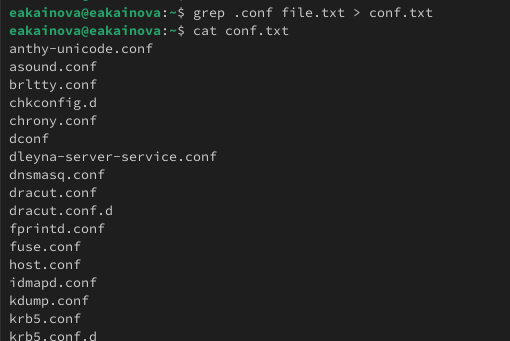 eakainova@eakainova:~$ grep .conf file.txt > conf.txt
eakainova@eakainova:~$ cat conf.txt
anthy-unicode.conf
asound.conf
brltty.conf
chkconfig.d
chrony.conf
dconf
dleyna-server-service.conf
dnsmasq.conf
dracut.conf
dracut.conf.d
fprintd.conf
fuse.conf
host.conf
idmapd.conf
kdump.conf
krb5.conf
krb5.conf.d